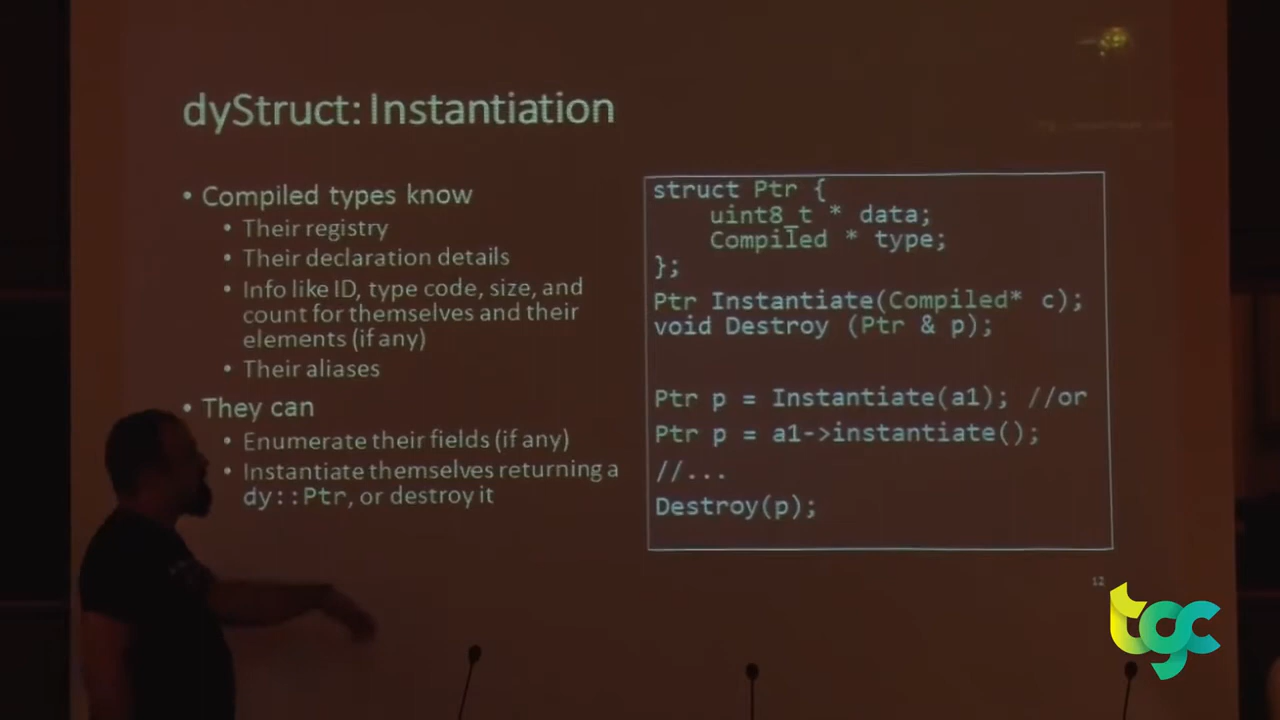 dyStruct: Instantiation
• Compiled types know
• Their registry
• Their declaration details
• Info like ID, type code, size, and
count for themselves and their
elements (if any)
• Their aliases
• They can
• Enumerate their fields (if any)
• Instantiate themselves returning a
dy::Ptr, or destroy it
struct Ptr {
uint8_t * data;
Compiled * type;
};
Ptr Instantiate(Compiled* c);
void Destroy (Ptr & p);
Ptr p = Instantiate(a1); //or
Ptr p = a1->instantiate();
//...
Destroy(p);
12
tgc